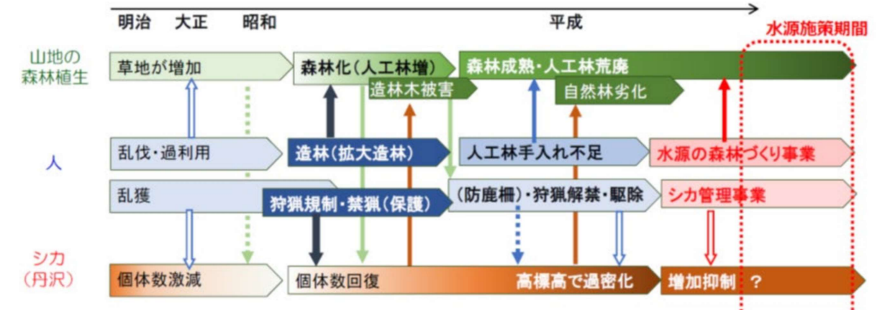 明治 大正 昭和 平成
水源施策期間
山地の
森林植生
草地が増加
森林化(人工林増)
森林成熟・人工林荒廃
造林木被害
自然林劣化
人
乱伐・過利用
造林(拡大造林)
人工林手入れ不足
水源の森林づくり事業
乱獲
狩猟規制・禁猟(保護)
(防鹿柵)・狩猟解禁・駆除
シカ管理事業
シカ
(丹沢)
個体数激減
個体数回復
高標高で過密化
増加抑制 ?